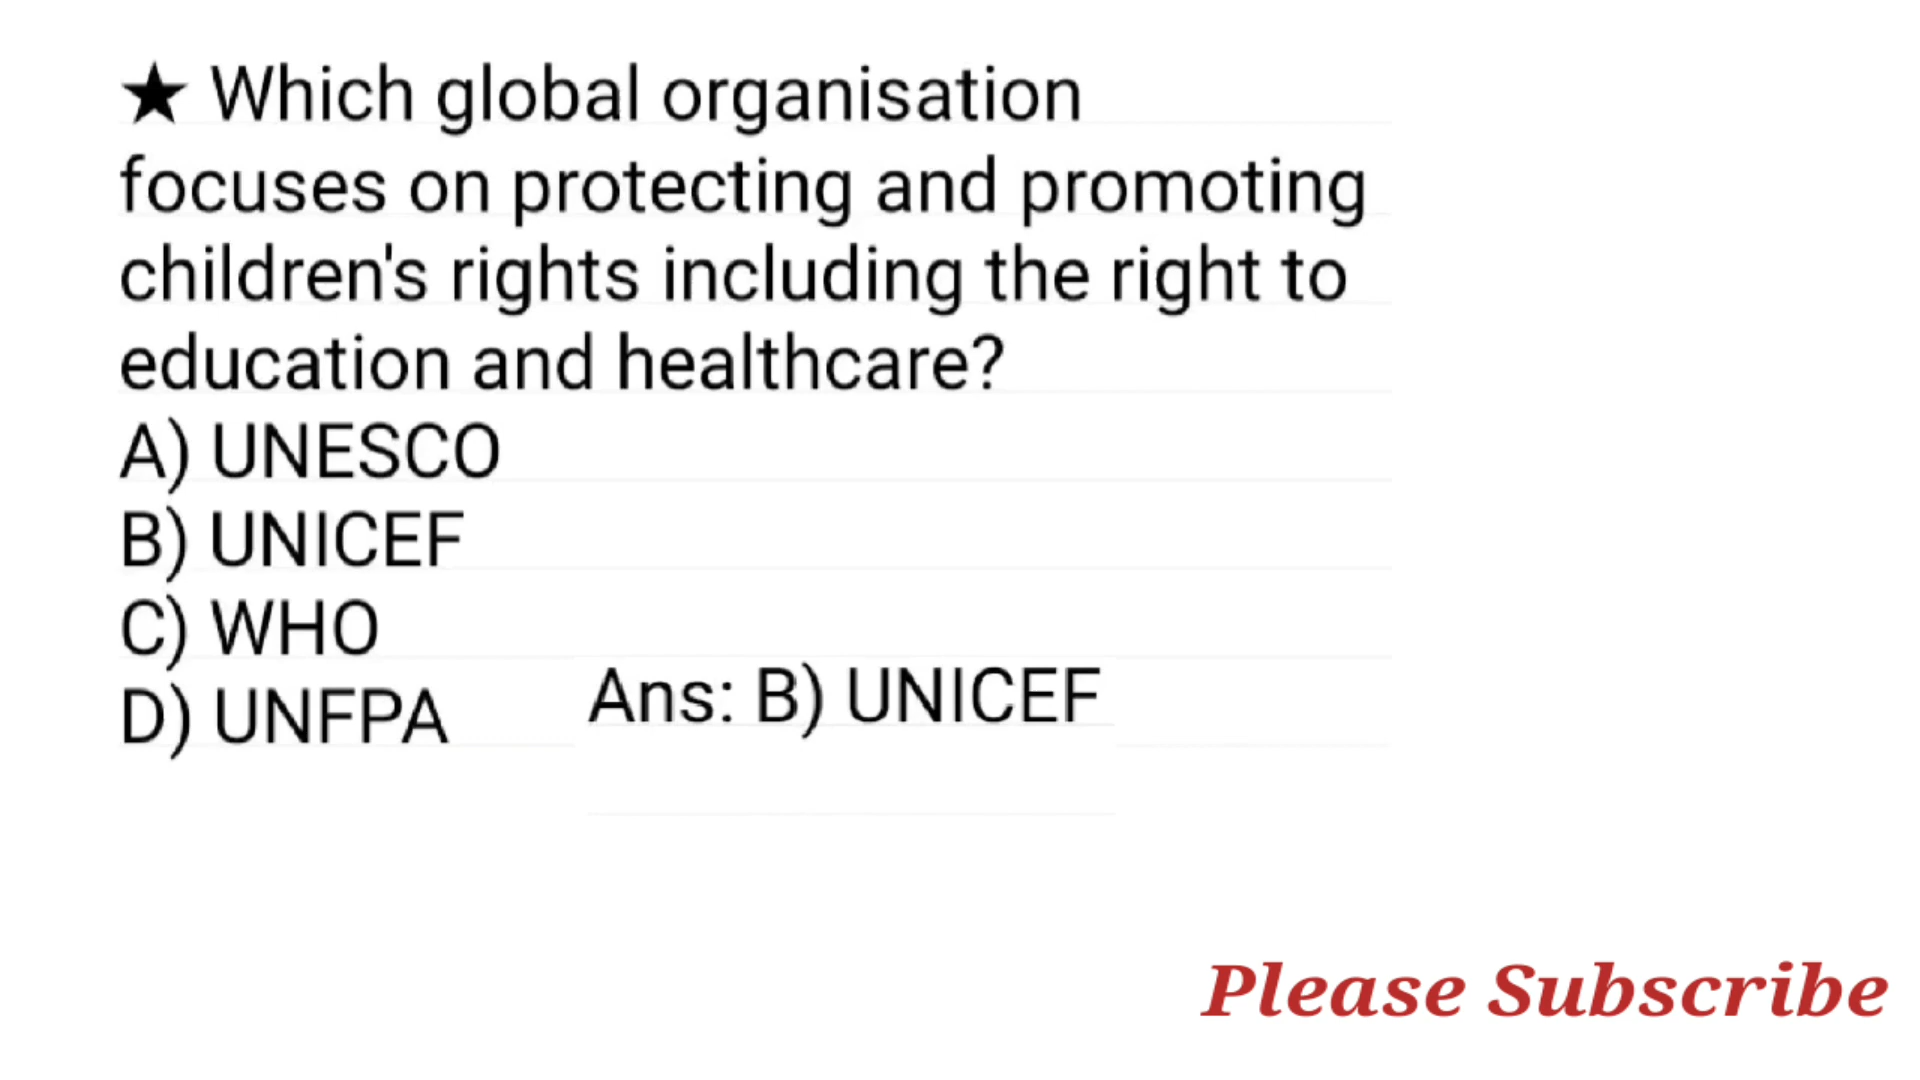 ★ Which global organisation
focuses on protecting and promoting
children's rights including the right to
education and healthcare?
A) UNESCO
B) UNICEF
C) WHO
D) UNFPA
Ans: B) UNICEF
Please Subscribe